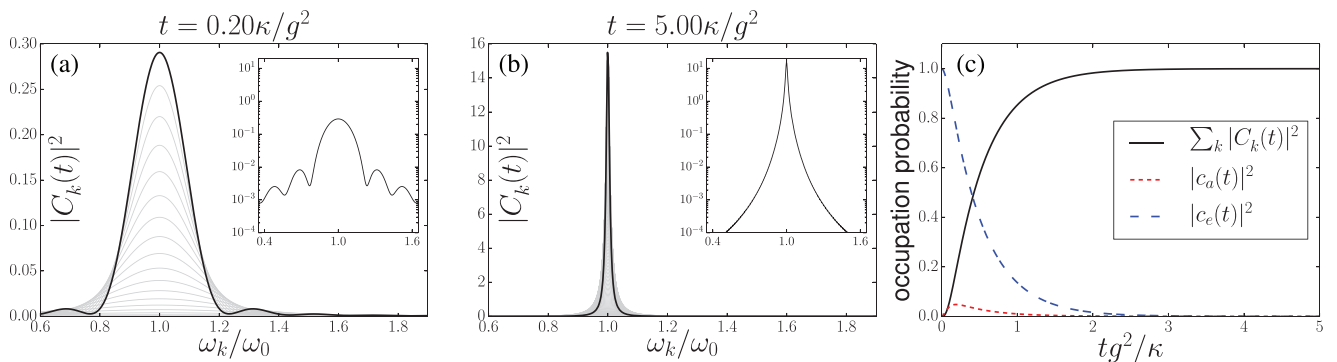 t = 0.20κ/g²
(a)
|C_k(t)|²
0.30
0.25
0.20
0.15
0.10
0.05
0.00
0.6 0.8 1.0 1.2 1.4 1.6 1.8
ω_k/ω_0
10¹
10⁰
10⁻¹
10⁻²
10⁻³
10⁻⁴
0.4 1.0 1.6
t = 5.00κ/g²
(b)
|C_k(t)|²
16
14
12
10
8
6
4
2
0
0.6 0.8 1.0 1.2 1.4 1.6 1.8
ω_k/ω_0
10¹
10⁰
10⁻¹
10⁻²
10⁻³
10⁻⁴
0.4 1.0 1.6
(c)
occupation probability
1.0
0.8
0.6
0.4
0.2
0.0
0 1 2 3 4 5
tg²/κ
∑_k |C_k(t)|²
|c_a(t)|²
|c_e(t)|²